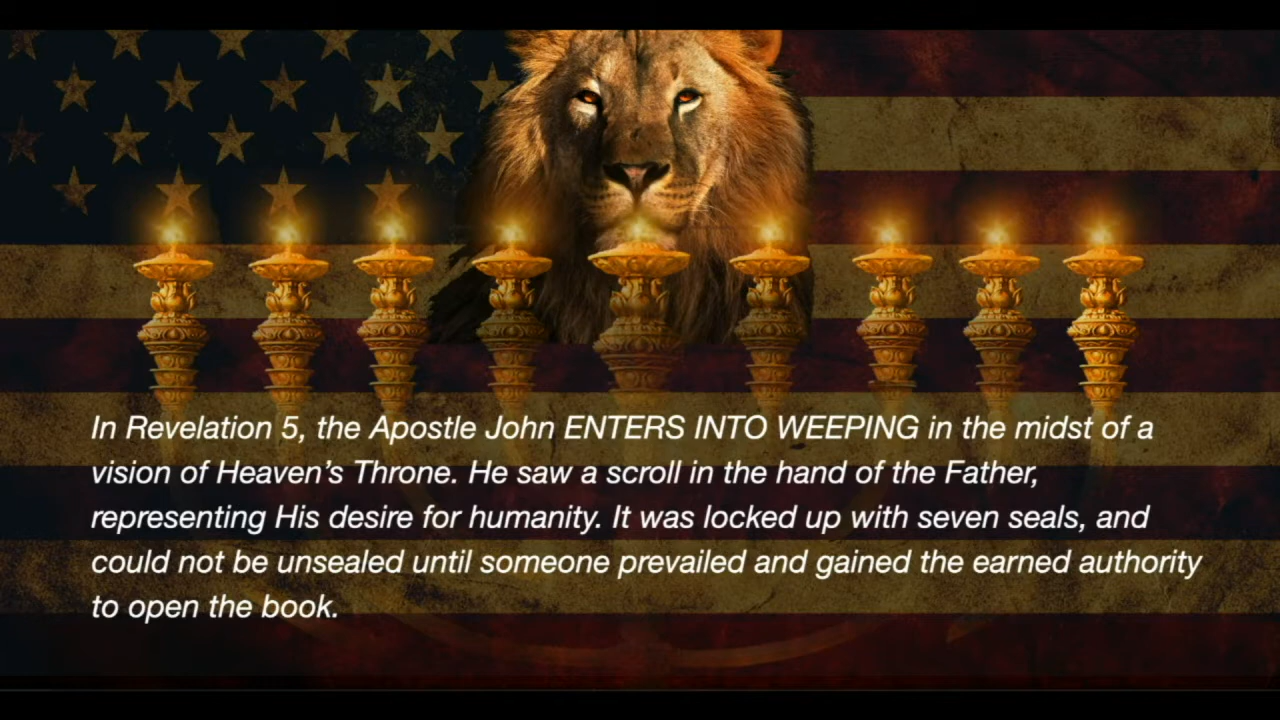 In Revelation 5, the Apostle John ENTERS INTO WEEPING in the midst of a
vision of Heaven’s Throne. He saw a scroll in the hand of the Father,
representing His desire for humanity. It was locked up with seven seals, and
could not be unsealed until someone prevailed and gained the earned authority
to open the book.